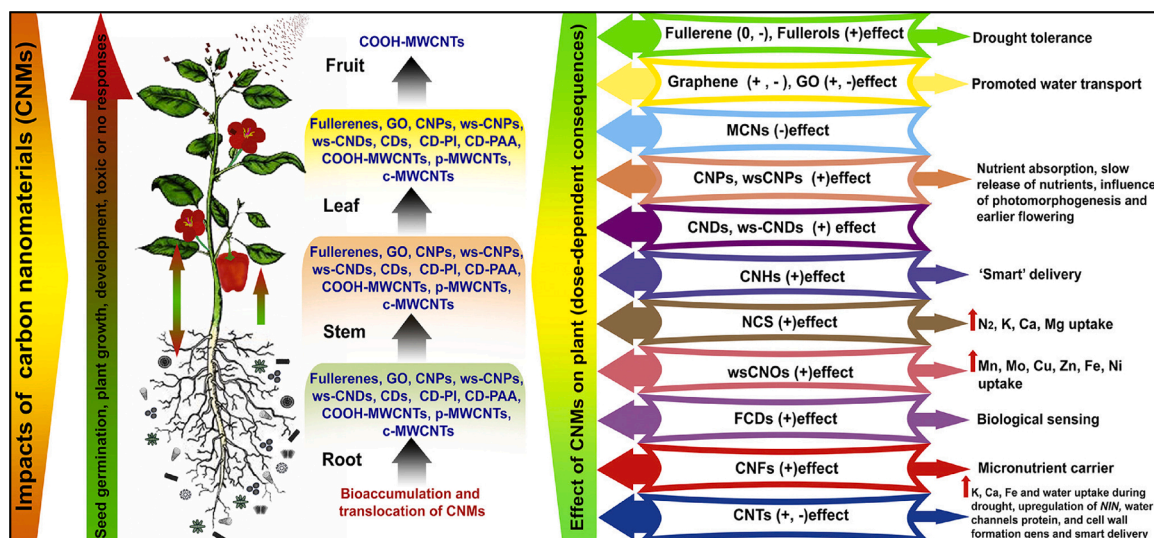 Impacts of carbon nanomaterials (CNMs)
Seed germination, plant growth, development, toxic or no responses
COOH-MWCNTs
Fruit
Fullerenes, GO, CNPs, ws-CNPs,
ws-CNDs, CDs, CD-PI, CD-PAA,
COOH-MWCNTs, p-MWCNTs,
c-MWCNTs
Leaf
Fullerenes, GO, CNPs, ws-CNPs,
ws-CNDs, CDs, CD-PI, CD-PAA,
COOH-MWCNTs, p-MWCNTs,
c-MWCNTs
Stem
Fullerenes, GO, CNPs, ws-CNPs,
ws-CNDs, CDs, CD-PI, CD-PAA,
COOH-MWCNTs, p-MWCNTs,
c-MWCNTs
Root
Bioaccumulation and
translocation of CNMs
Effect of CNMs on plant (dose-dependent consequences)
Fullerene (0, -), Fullerols (+)effect
Drought tolerance
Graphene (+ , -), GO (+, -)effect
Promoted water transport
MCNs (-)effect
CNPs, wsCNPs (+)effect
Nutrient absorption, slow
release of nutrients, influence
of photomorphogenesis and
earlier flowering
CNDs, ws-CNDs (+) effect
CNHs (+)effect
‘Smart’ delivery
NCS (+)effect
N2, K, Ca, Mg uptake
wsCNOs (+)effect
Mn, Mo, Cu, Zn, Fe, Ni
uptake
FCDs (+)effect
Biological sensing
CNFs (+)effect
Micronutrient carrier
CNTs (+, -)effect
K, Ca, Fe and water uptake during
drought, upregulation of NIN, water
channels protein, and cell wall
formation gens and smart delivery